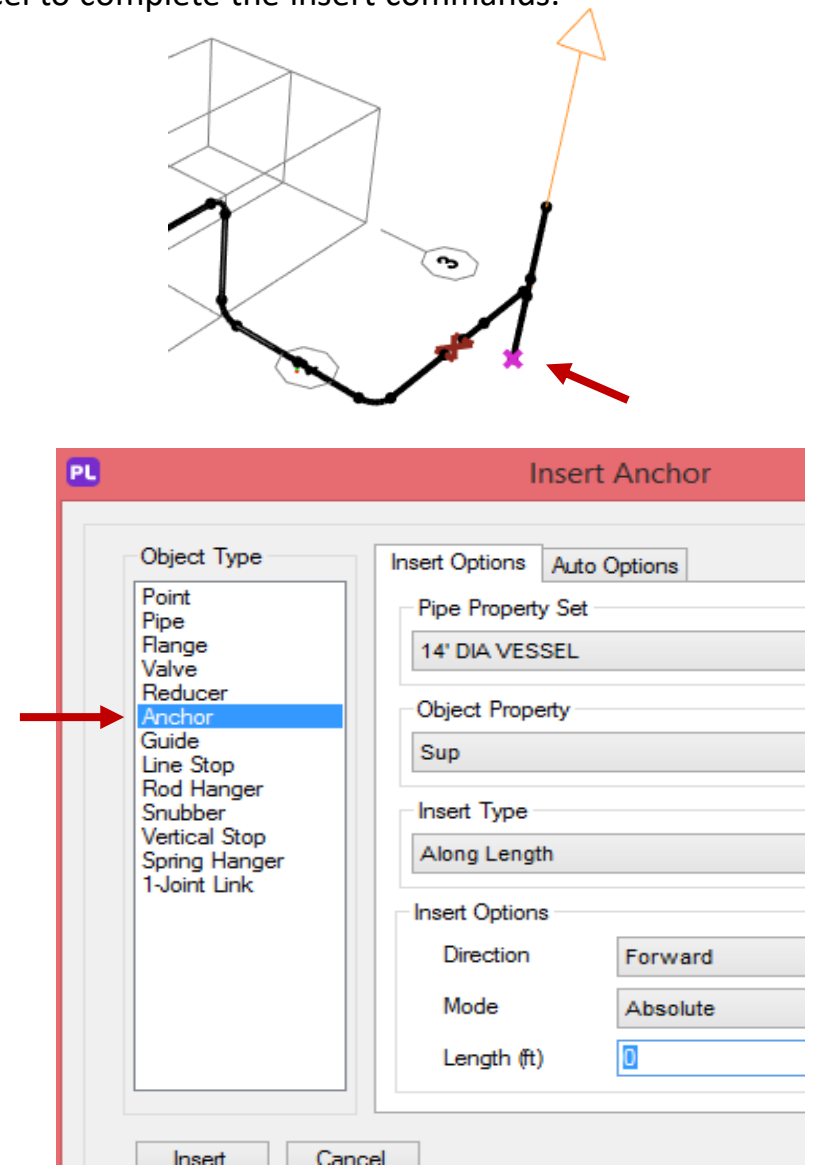 to complete the insert commands.
3
PL
Insert Anchor
Object Type
Point
Pipe
Flange
Valve
Reducer
Anchor
Guide
Line Stop
Rod Hanger
Snubber
Vertical Stop
Spring Hanger
1-Joint Link
Insert Options
Auto Options
Pipe Property Set
14' DIA VESSEL
Object Property
Sup
Insert Type
Along Length
Insert Options
Direction
Forward
Mode
Absolute
Length (ft)
0
Insert
Cancel